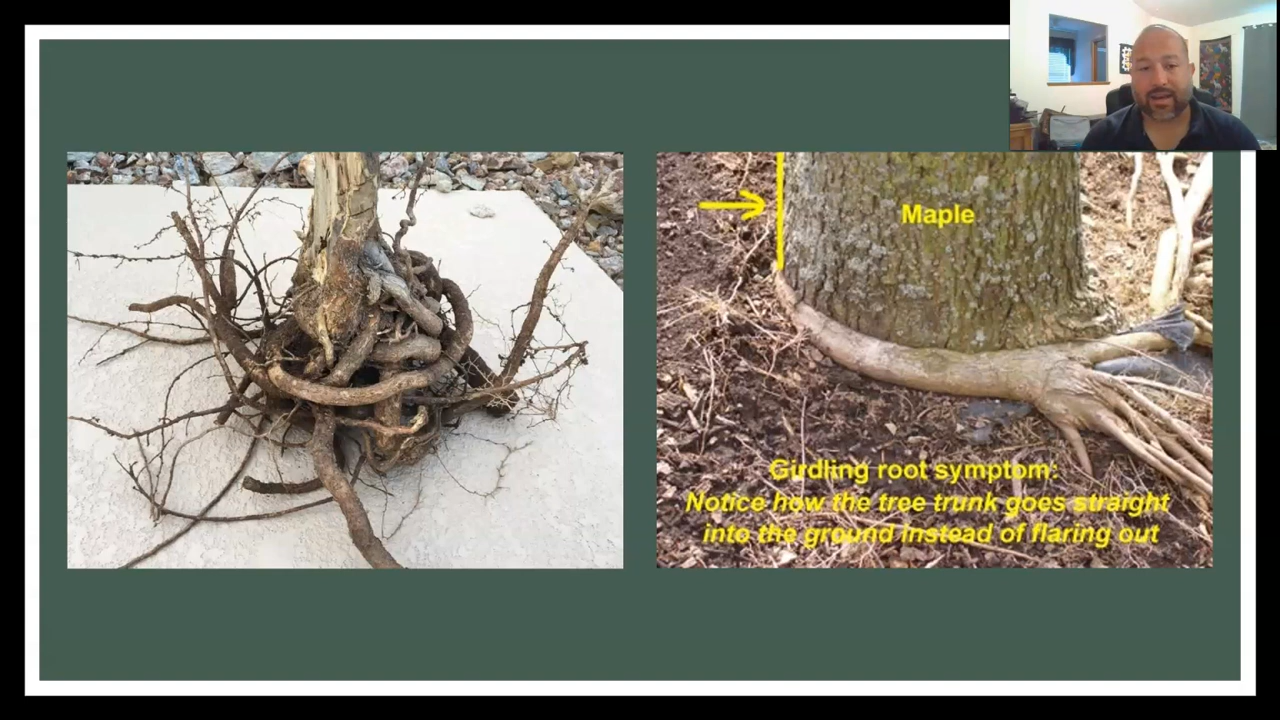 Maple
Girdling root symptom:
Notice how the tree trunk goes straight
into the ground instead of flaring out